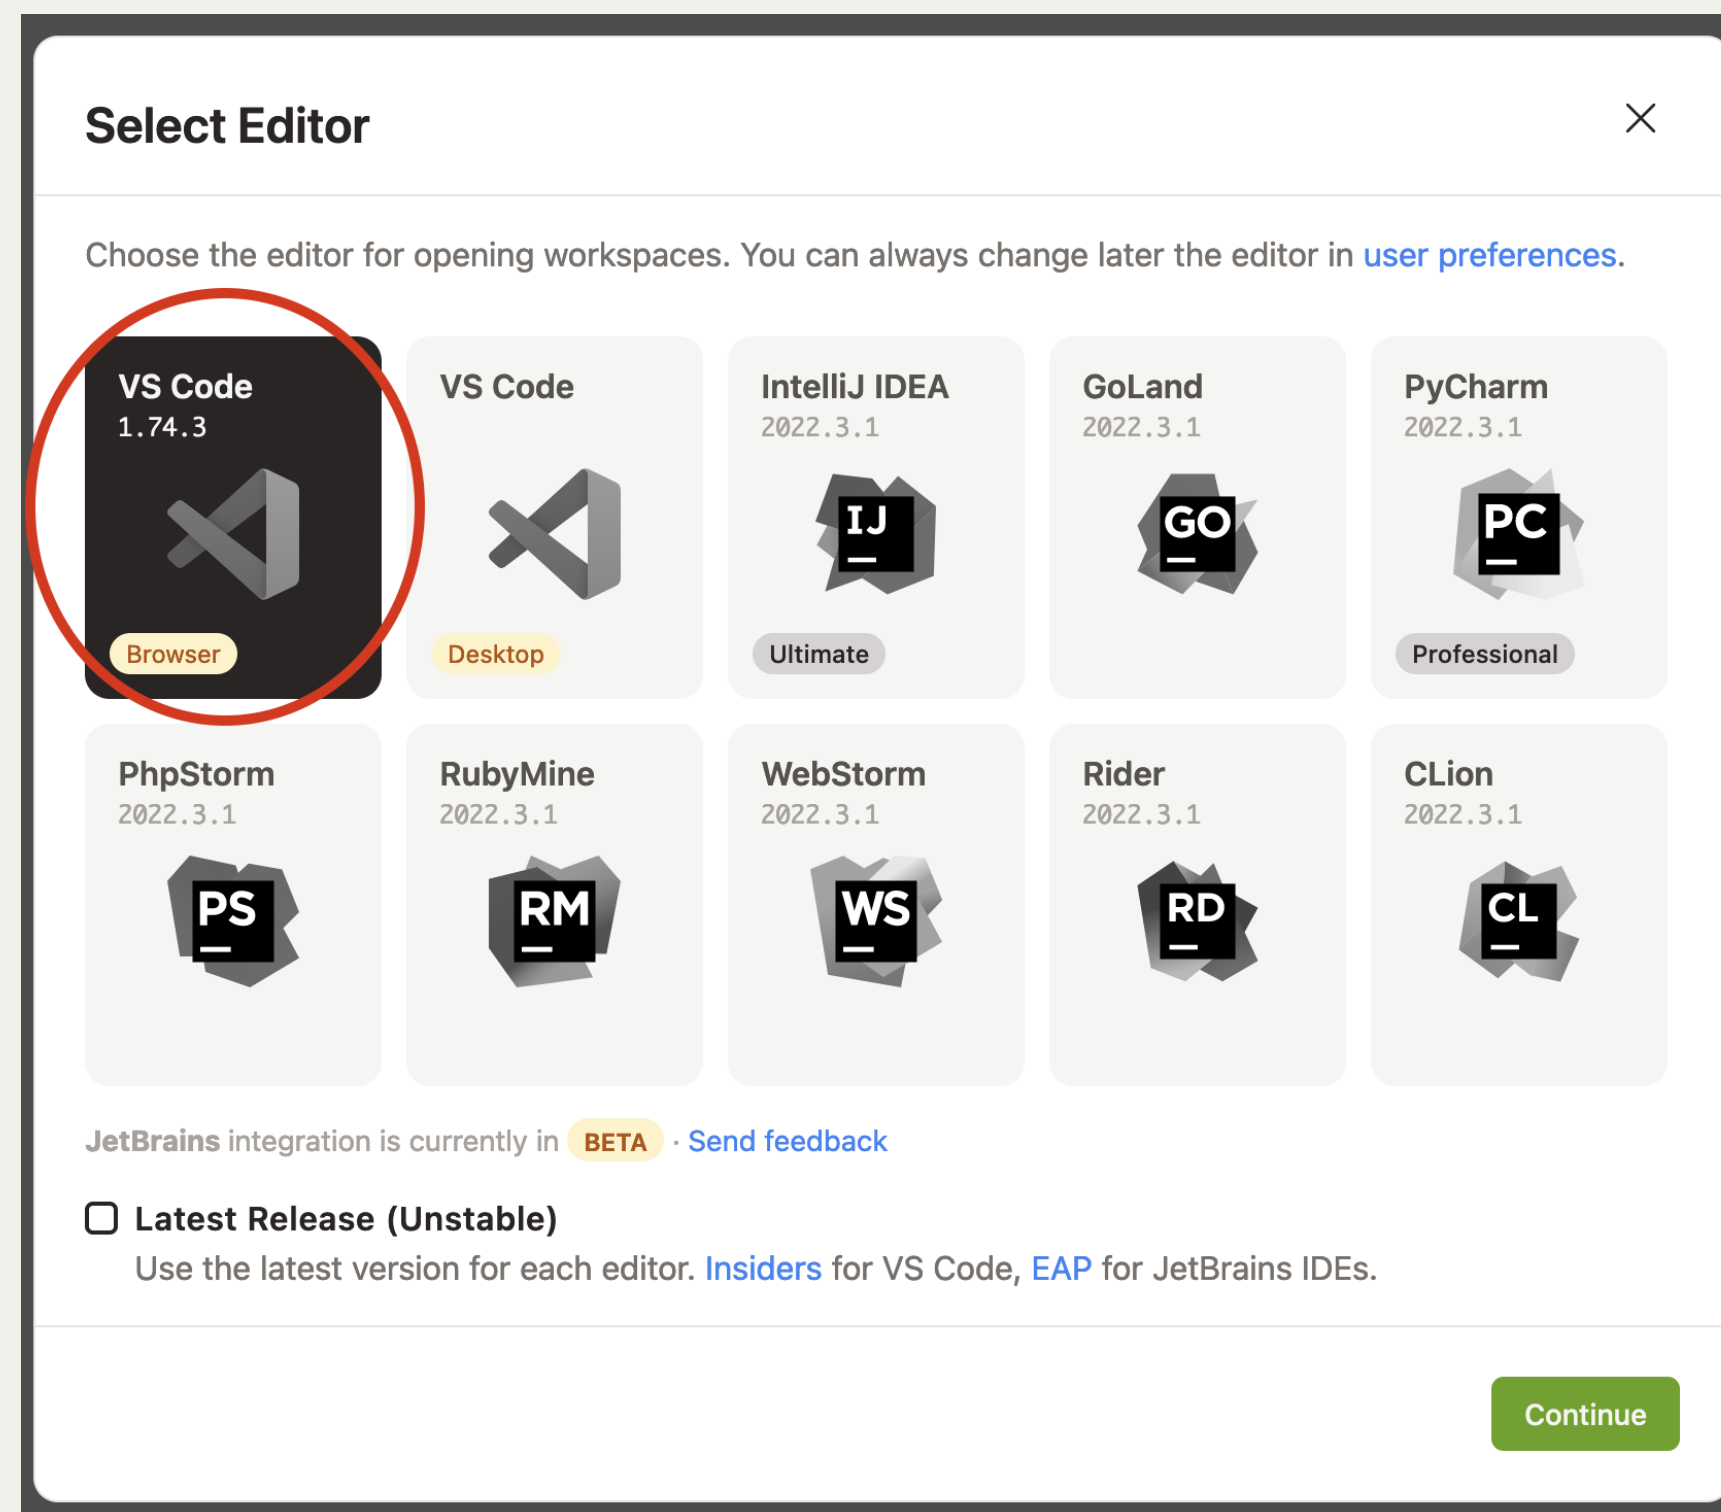 Select Editor
Choose the editor for opening workspaces. You can always change later the editor in user preferences.
VS Code
1.74.3
Browser
VS Code
Desktop
IntelliJ IDEA
2022.3.1
IJ
Ultimate
GoLand
2022.3.1
GO
PyCharm
2022.3.1
PC
Professional
PhpStorm
2022.3.1
PS
RubyMine
2022.3.1
RM
WebStorm
2022.3.1
WS
Rider
2022.3.1
RD
CLion
2022.3.1
CL
JetBrains integration is currently in BETA · Send feedback
Latest Release (Unstable)
Use the latest version for each editor. Insiders for VS Code, EAP for JetBrains IDEs.
Continue